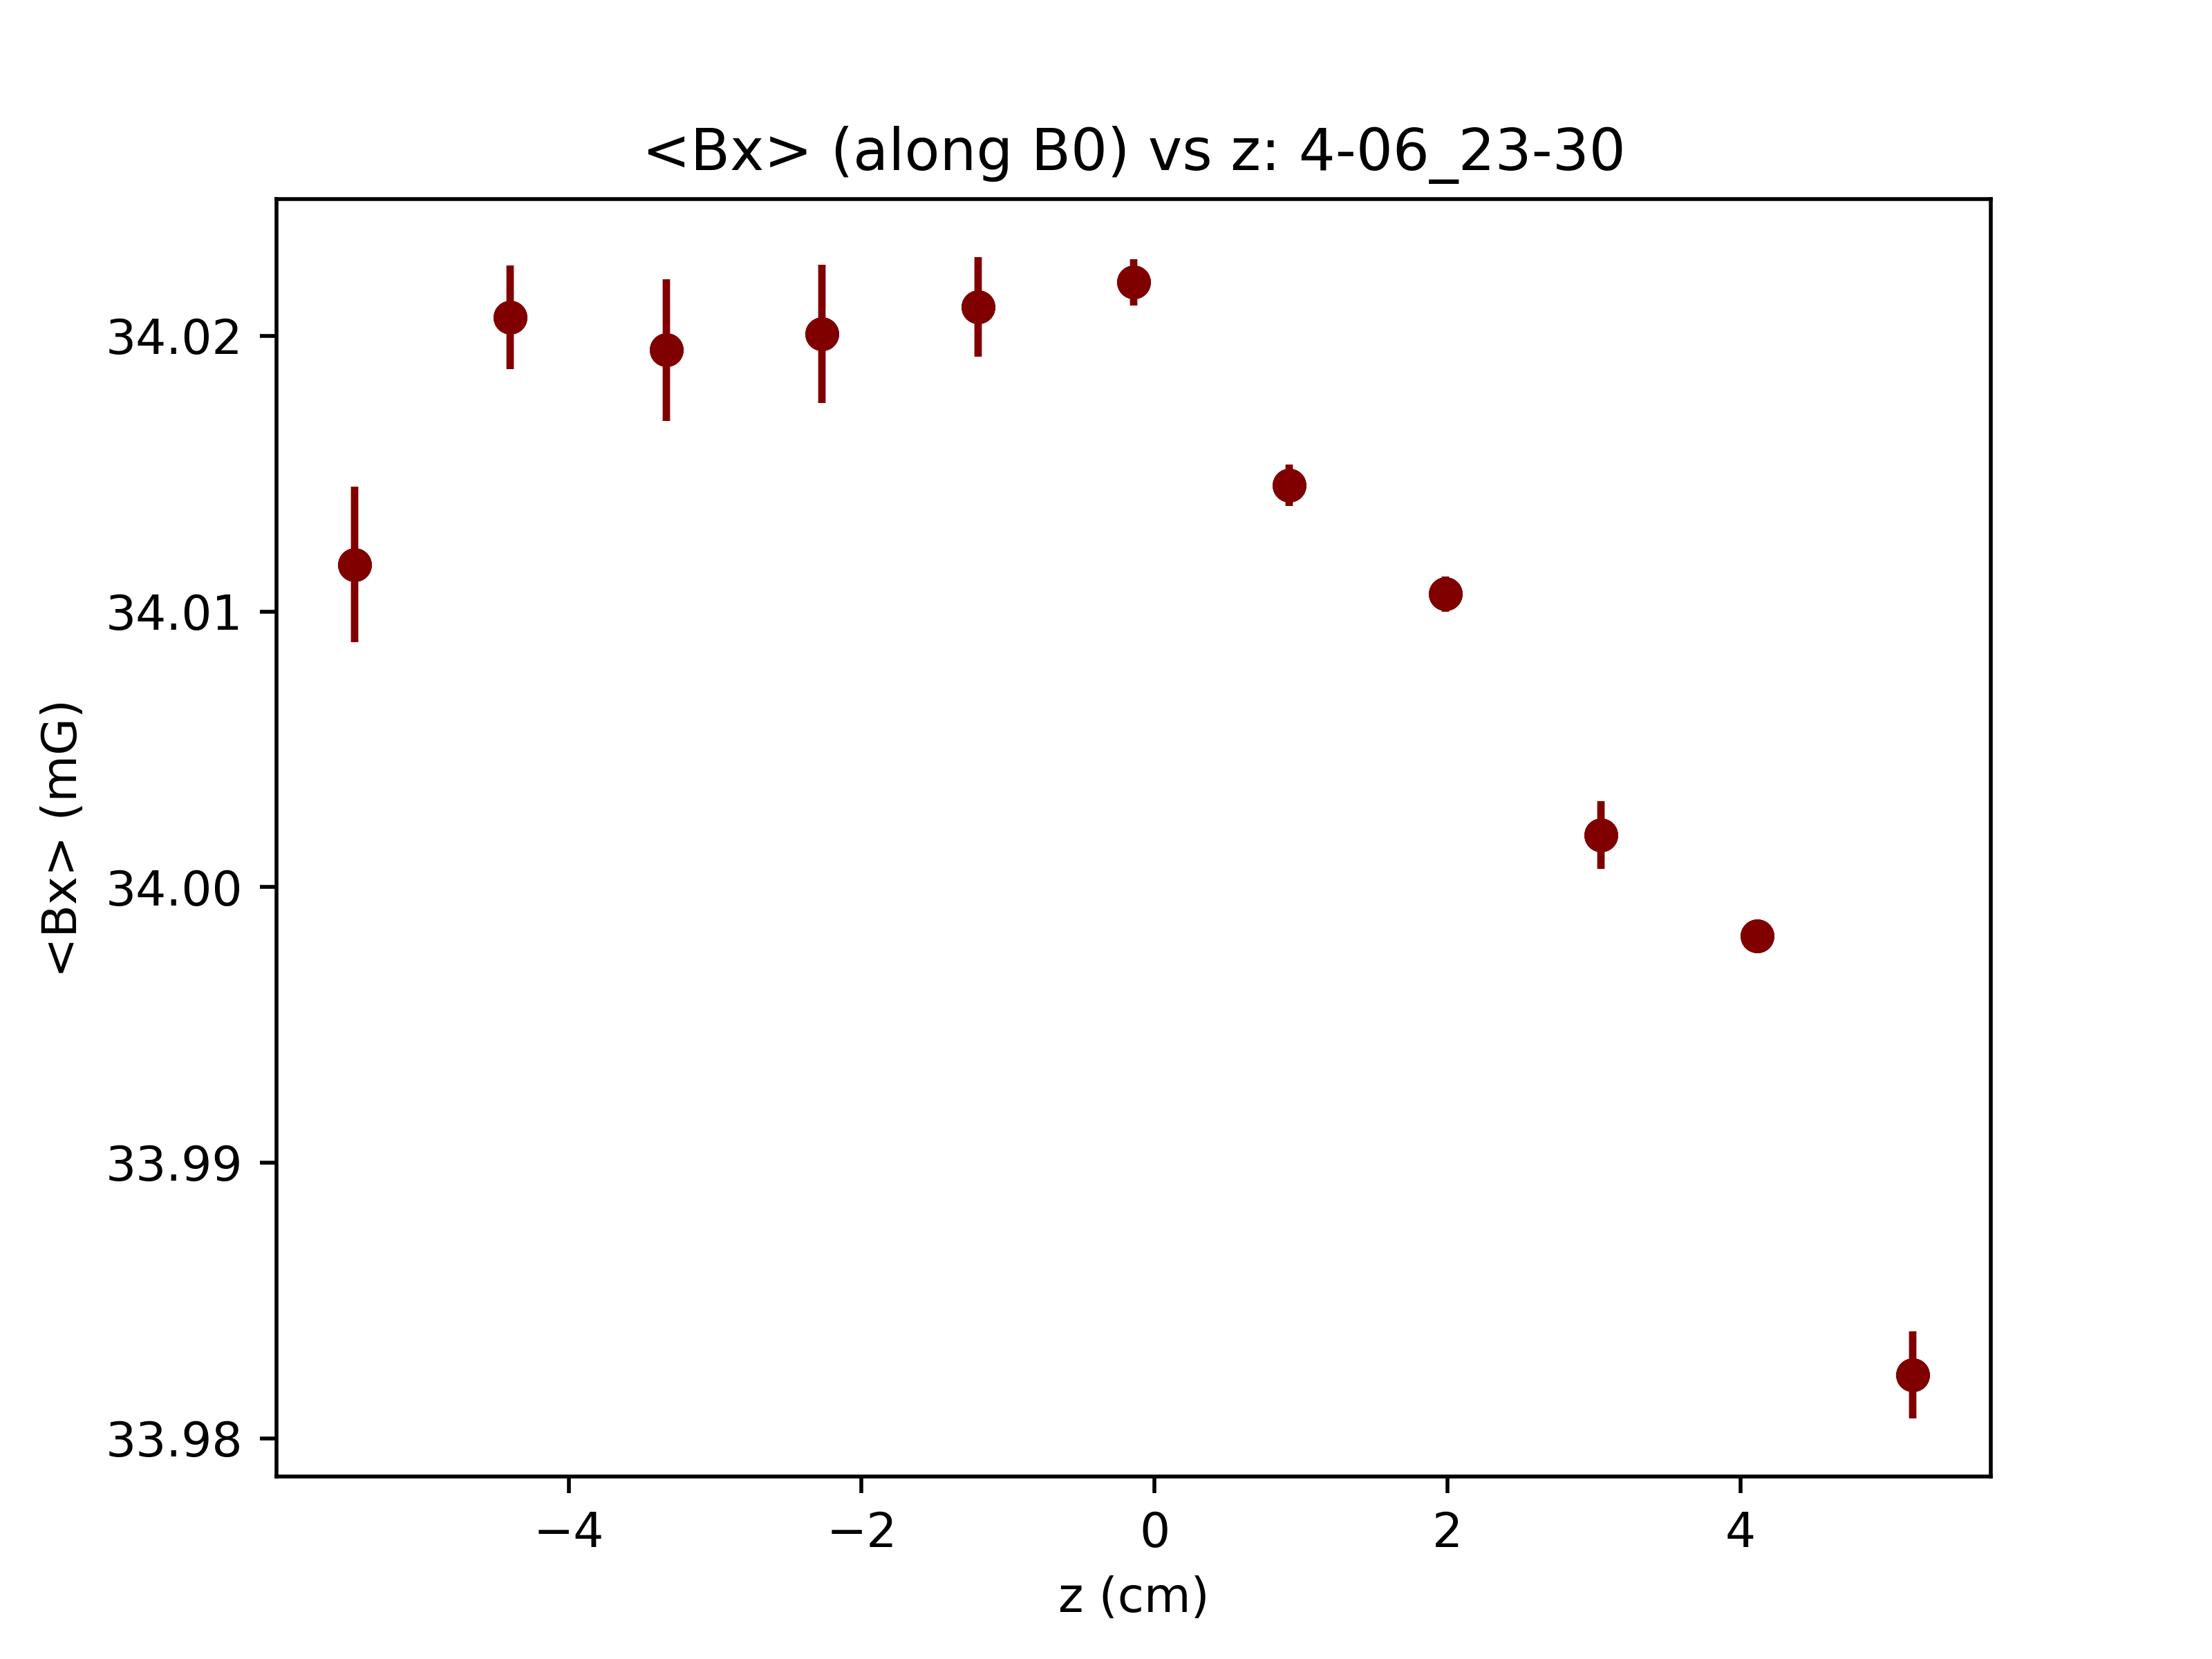 <Bx> (along B0) vs z: 4-06_23-30
34.02
34.01
34.00
33.99
33.98
<Bx> (mG)
−4 −2 0 2 4
z (cm)